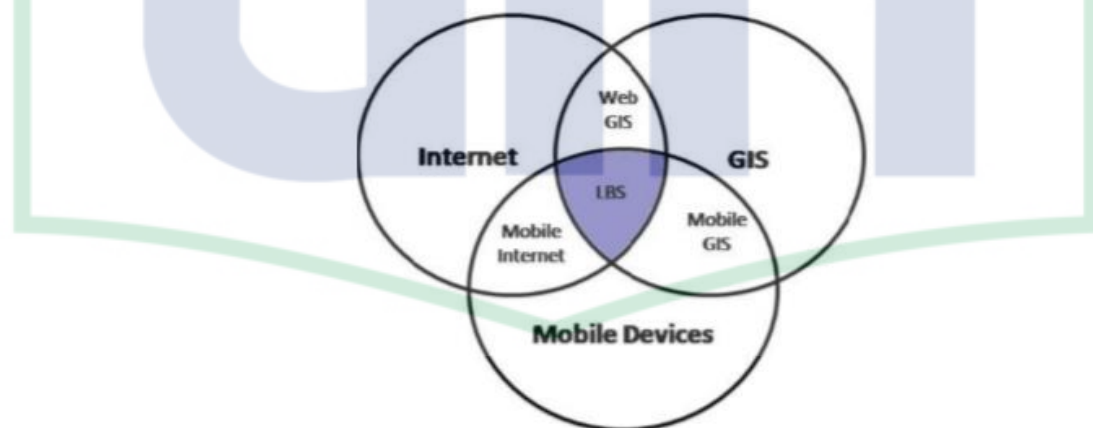 Web
GIS
Internet
GIS
LBS
Mobile
Internet
Mobile
GIS
Mobile Devices